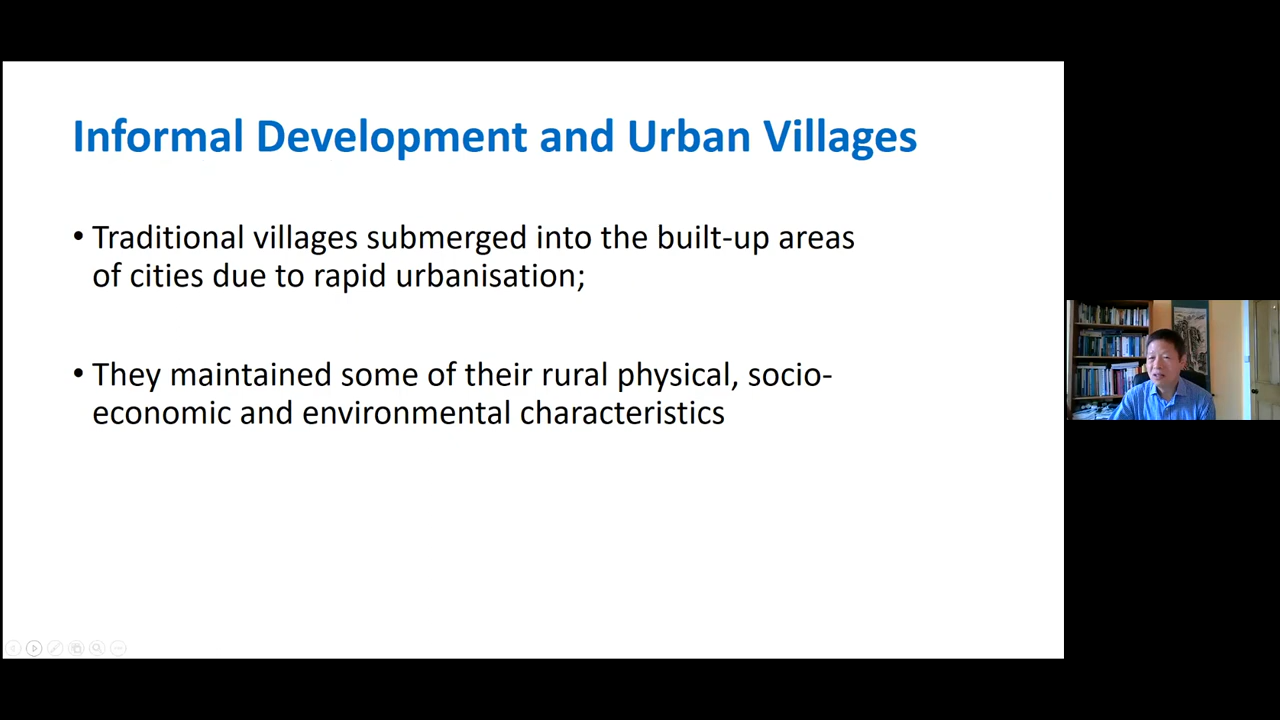 Informal Development and Urban Villages
• Traditional villages submerged into the built-up areas
of cities due to rapid urbanisation;
• They maintained some of their rural physical, socio-
economic and environmental characteristics